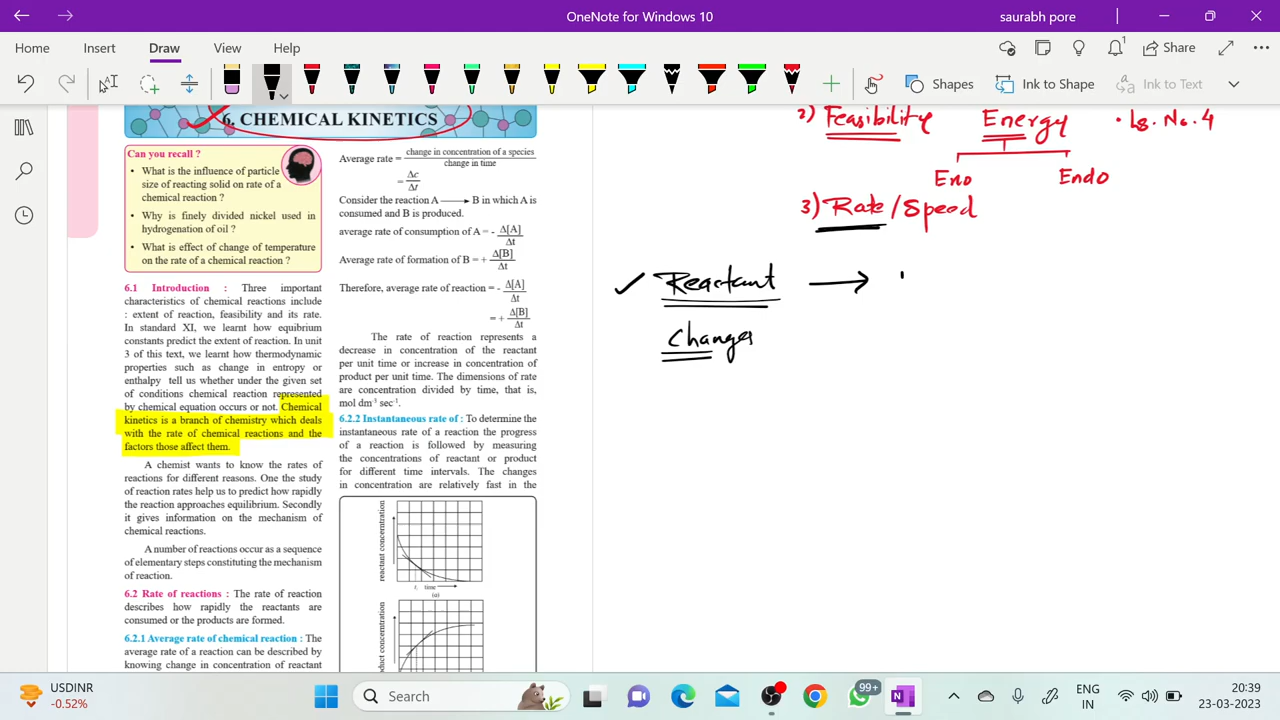 OneNote for Windows 10
saurabh pore
Home Insert Draw View Help
Share
Shapes
Ink to Shape
Ink to Text
6. CHEMICAL KINETICS
Can you recall ?
• What is the influence of particle
size of reacting solid on rate of a
chemical reaction ?
• Why is finely divided nickel used in
hydrogenation of oil ?
• What is effect of change of temperature
on the rate of a chemical reaction ?
6.1 Introduction : Three important
characteristics of chemical reactions include
: extent of reaction, feasibility and its rate.
In standard XI, we learnt how equibrium
constants predict the extent of reaction. In unit
3 of this text, we learnt how thermodynamic
properties such as change in entropy or
enthalpy tell us whether under the given set
of conditions chemical reaction represented
by chemical equation occurs or not. Chemical
kinetics is a branch of chemistry which deals
with the rate of chemical reactions and the
factors those affect them.
A chemist wants to know the rates of
reactions for different reasons. One the study
of reaction rates help us to predict how rapidly
the reaction approaches equilibrium. Secondly
it gives information on the mechanism of
chemical reactions.
A number of reactions occur as a sequence
of elementary steps constituting the mechanism
of reaction.
6.2 Rate of reactions : The rate of reaction
describes how rapidly the reactants are
consumed or the products are formed.
6.2.1 Average rate of chemical reaction : The
average rate of a reaction can be described by
knowing change in concentration of reactant
Average rate = change in concentration of a species
change in time
= Δc
Δt
Consider the reaction A ⟶ B in which A is
consumed and B is produced.
average rate of consumption of A = - Δ[A]
Δt
Average rate of formation of B = + Δ[B]
Δt
Therefore, average rate of reaction = - Δ[A]
Δt
= + Δ[B]
Δt
The rate of reaction represents a
decrease in concentration of the reactant
per unit time or increase in concentration of
product per unit time. The dimensions of rate
are concentration divided by time, that is,
mol dm⁻³ sec⁻¹.
6.2.2 Instantaneous rate of : To determine the
instantaneous rate of a reaction the progress
of a reaction is followed by measuring
the concentrations of reactant or product
for different time intervals. The changes
in concentration are relatively fast in the
reactant concentration
t, time
(a)
duct concentration
2) Feasibility Energy • Ls. No. 4
Exo Endo
3) Rate / Speed
✓ Reactant →
changes
USDINR
-0.52%
Search
99+
ENG
IN
20:39
23-03-2023